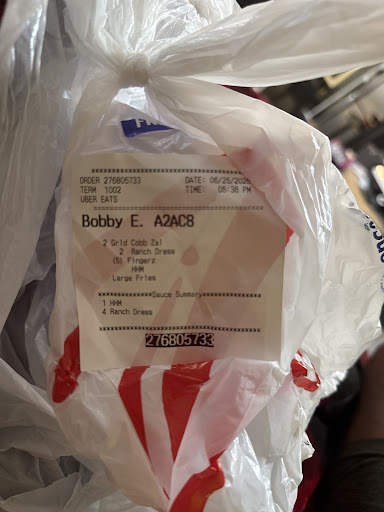 ORDER 276805733 DATE: 06/25/2025
TERM 1002 TIME: 05:36 PM
UBER EATS
Bobby E. A2AC8
2 Grld Cobb Zal
2 Ranch Dress
(5) Fingerz
HHM
Large Fries
Sauce Summary
1 HHM
4 Ranch Dress
276805733